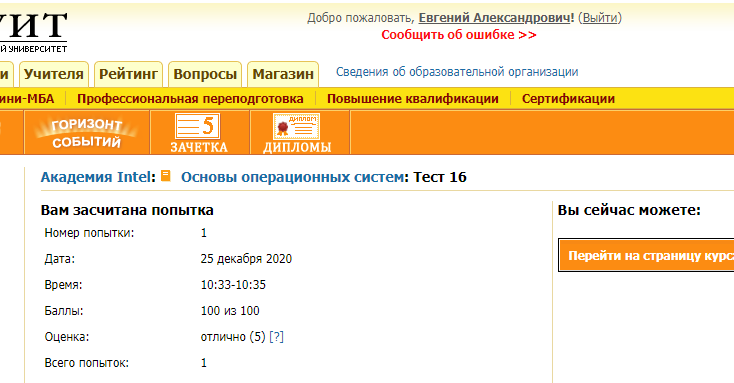 УИТ
Й УНИВЕРСИТЕТ
Добро пожаловать, Евгений Александрович! (Выйти)
Сообщить об ошибке >>
и Учителя Рейтинг Вопросы Магазин Сведения об образовательной организации
ини-МБА Профессиональная переподготовка Повышение квалификации Сертификации
ГОРИЗОНТ
СОБЫТИЙ
5
ЗАЧЕТКА
ДИПЛОМ
ДИПЛОМЫ
Академия Intel: Основы операционных систем: Тест 16
Вам засчитана попытка
Номер попытки: 1
Дата: 25 декабря 2020
Время: 10:33-10:35
Баллы: 100 из 100
Оценка: отлично (5) [?]
Всего попыток: 1
Вы сейчас можете:
Перейти на страницу курс